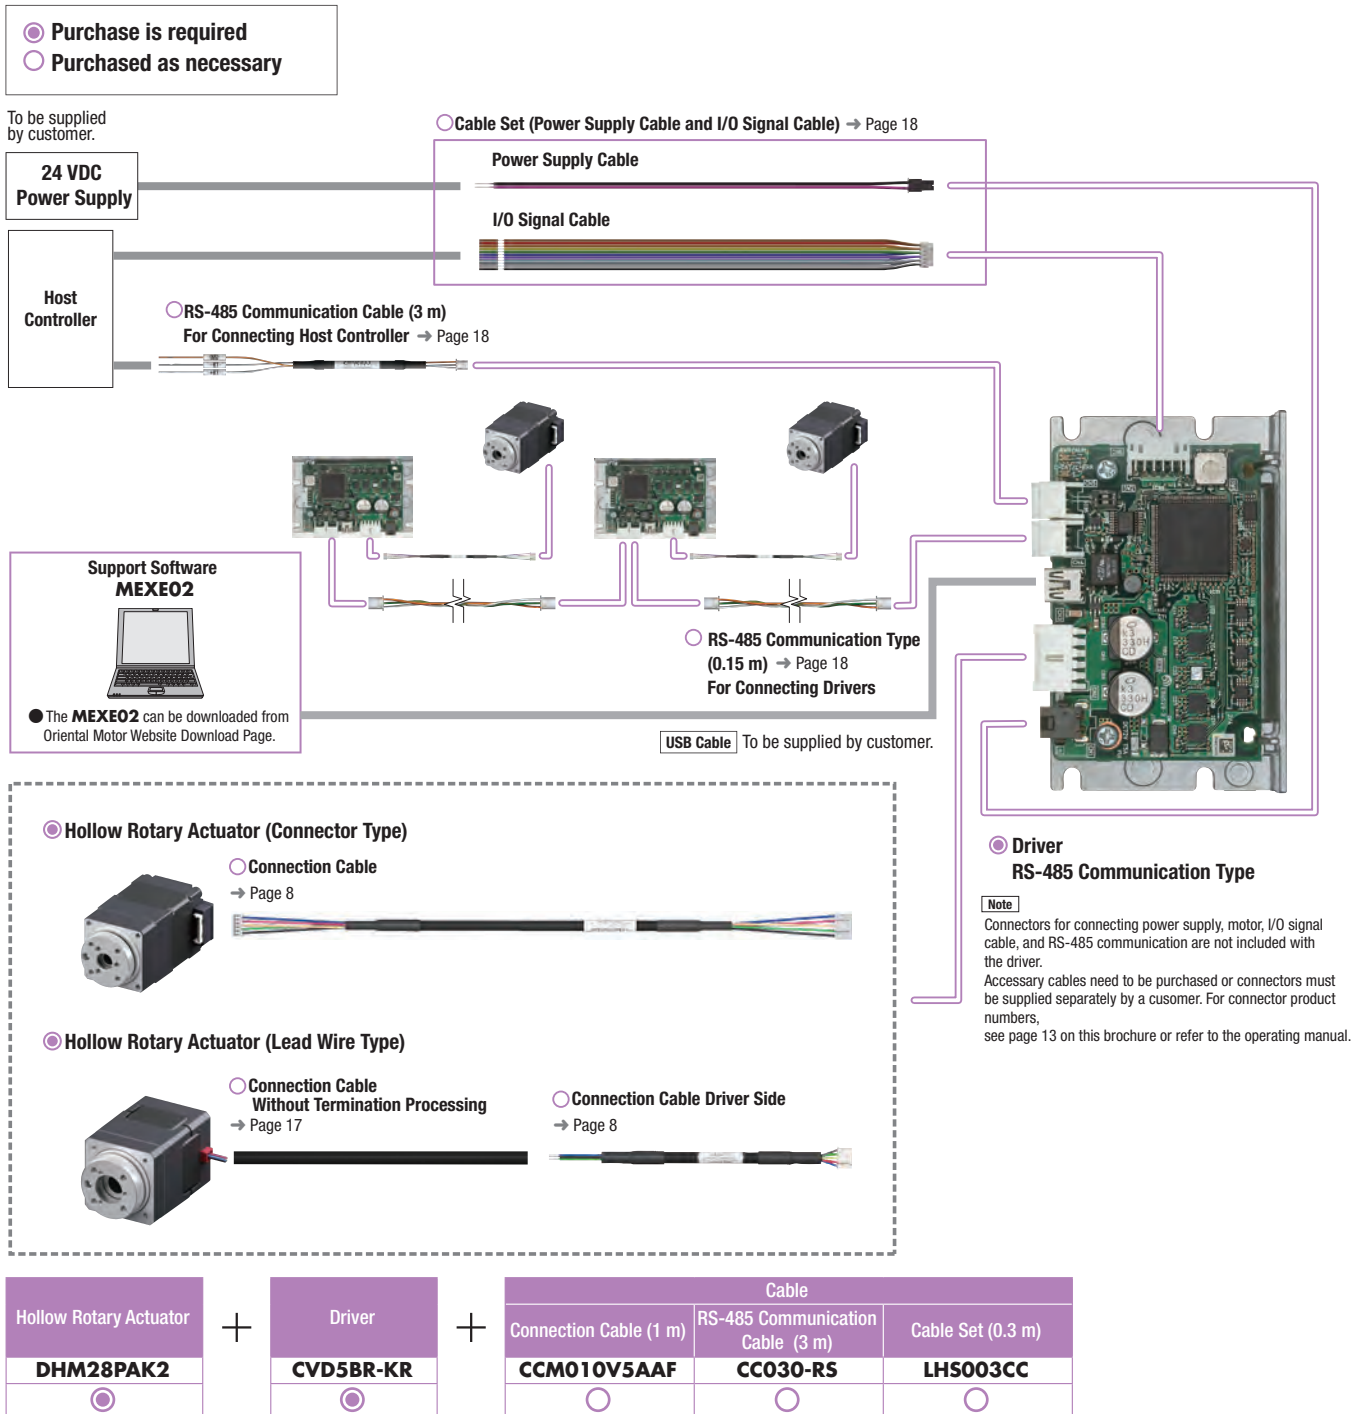 Purchase is required
Purchased as necessary
To be supplied
by customer.
Cable Set (Power Supply Cable and I/O Signal Cable) → Page 18
24 VDC
Power Supply
Power Supply Cable
I/O Signal Cable
Host
Controller
RS-485 Communication Cable (3 m)
For Connecting Host Controller → Page 18
Support Software
MEXE02
● The MEXE02 can be downloaded from
Oriental Motor Website Download Page.
RS-485 Communication Type
(0.15 m) → Page 18
For Connecting Drivers
USB Cable To be supplied by customer.
Hollow Rotary Actuator (Connector Type)
Connection Cable
→ Page 8
Driver
RS-485 Communication Type
Note
Connectors for connecting power supply, motor, I/O signal
cable, and RS-485 communication are not included with
the driver.
Accessary cables need to be purchased or connectors must
be supplied separately by a cusomer. For connector product
numbers,
see page 13 on this brochure or refer to the operating manual.
Hollow Rotary Actuator (Lead Wire Type)
Connection Cable
Without Termination Processing
→ Page 17
Connection Cable Driver Side
→ Page 8
Cable
Hollow Rotary Actuator + Driver + Connection Cable (1 m) RS-485 Communication Cable (3 m) Cable Set (0.3 m)
DHM28PAK2 CVD5BR-KR CCM010V5AAF CC030-RS LHS003CC